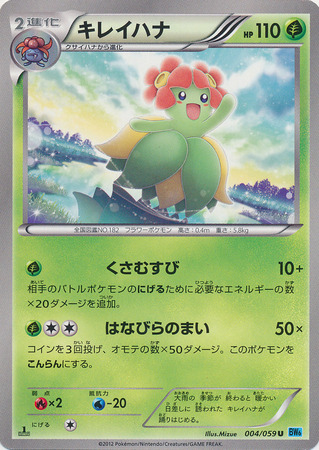 2進化
キレイハナ
HP110
クサイハナから進化
全国図鑑NO.182 フラワーポケモン 高さ:0.4m 重さ:5.8kg
くさむすび 10+
相手のバトルポケモンのにげるために必要なエネルギーの数
×20ダメージを追加。
はなびらのまい 50×
コインを3回投げ、オモテの数×50ダメージ。このポケモンを
こんらんにする。
弱点 抵抗力
×2 -20
にげる
大雨の 季節が 終わると 暖かい
日差しに 誘われた キレイハナが
踊りはじめる。
Illus.Mizue 004/059 U
©2012 Pokémon/Nintendo/Creatures/GAME FREAK.